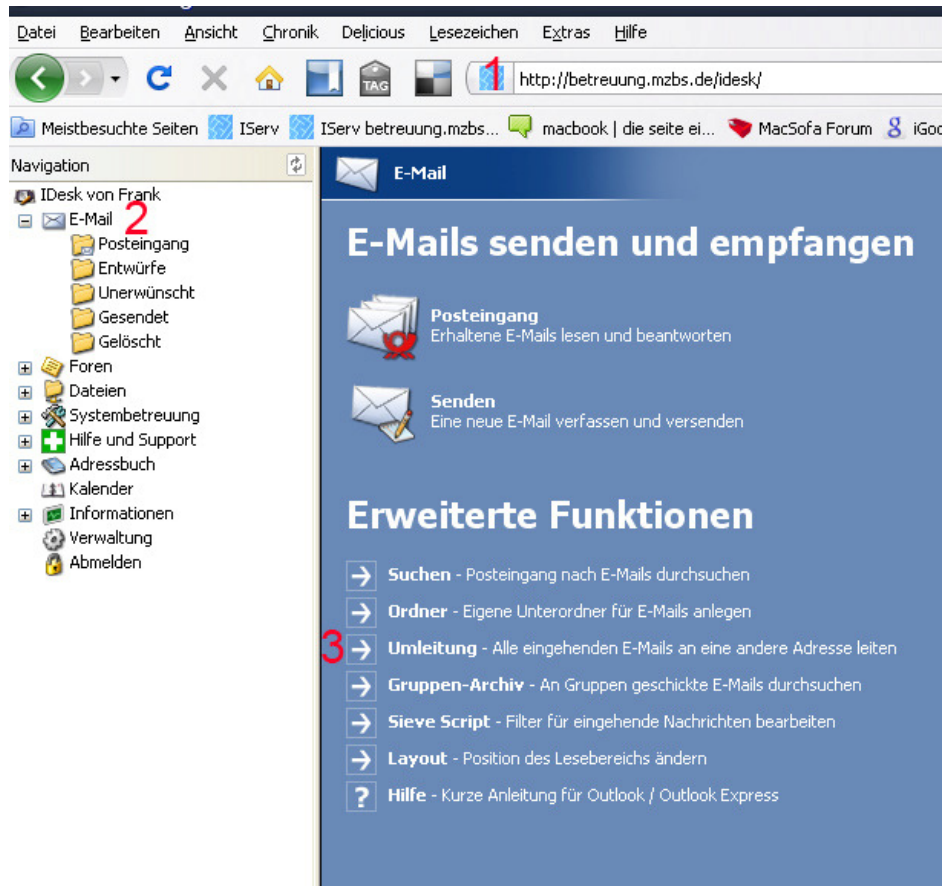 Datei Bearbeiten Ansicht Chronik Delicious Lesezeichen Extras Hilfe
TAG 1 http://betreuung.mzbs.de/idesk/
Meistbesuchte Seiten IServ IServ betreuung.mzbs... macbook | die seite ei... MacSofa Forum 8 iGoo
Navigation
E-Mail
IDesk von Frank
E-Mail 2
Posteingang
Entwürfe
Unerwünscht
Gesendet
Gelöscht
Foren
Dateien
Systembetreuung
Hilfe und Support
Adressbuch
Kalender
Informationen
Verwaltung
Abmelden
E-Mails senden und empfangen
Posteingang
Erhaltene E-Mails lesen und beantworten
Senden
Eine neue E-Mail verfassen und versenden
Erweiterte Funktionen
Suchen - Posteingang nach E-Mails durchsuchen
Ordner - Eigene Unterordner für E-Mails anlegen
3 Umleitung - Alle eingehenden E-Mails an eine andere Adresse leiten
Gruppen-Archiv - An Gruppen geschickte E-Mails durchsuchen
Sieve Script - Filter für eingehende Nachrichten bearbeiten
Layout - Position des Lesebereichs ändern
? Hilfe - Kurze Anleitung für Outlook / Outlook Express